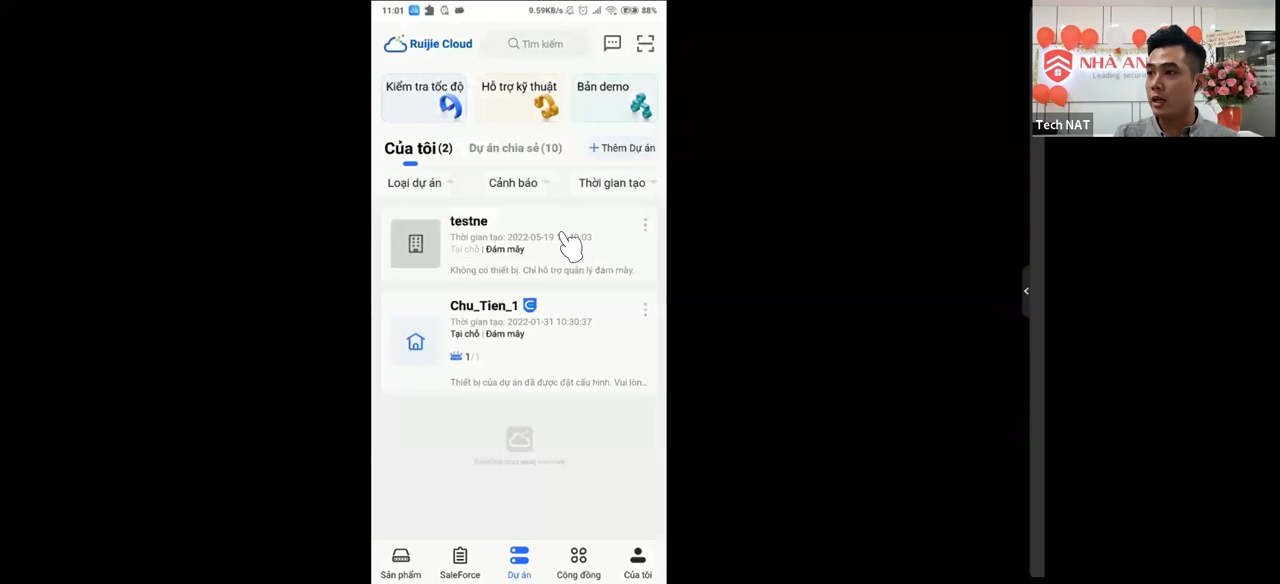 11:01
0.59KB/s
88%
Ruijie Cloud
Tìm kiếm
Kiểm tra tốc độ
Hỗ trợ kỹ thuật
Bản demo
Của tôi(2)
Dự án chia sẻ(10)
+ Thêm Dự án
Loại dự án
Cảnh báo
Thời gian tạo
testne
Thời gian tạo: 2022-05-19
Tại chỗ | Đám mây
Không có thiết bị. Chỉ hỗ trợ quản lý đám mây.
Chu_Tien_1
Thời gian tạo: 2022-01-31 10:30:37
Tại chỗ | Đám mây
1/1
Thiết bị của dự án đã được đặt cấu hình. Vui lòn...
Sản phẩm
SaleForce
Dự án
Cộng đồng
Của tôi
NHÀ AN
Leading securi
Tech NAT